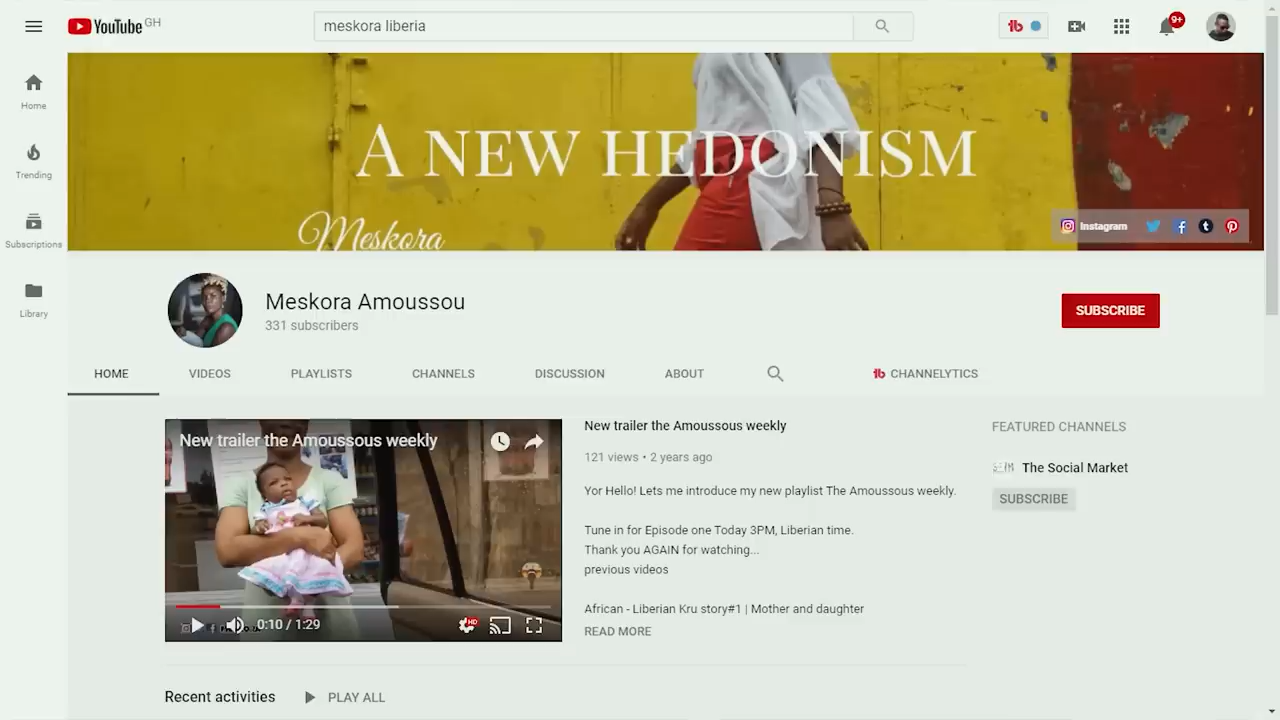 YouTube GH
meskora liberia
9+
Home
Trending
Subscriptions
Library
A NEW HEDONISM
Meskora
Instagram
Meskora Amoussou
331 subscribers
SUBSCRIBE
HOME VIDEOS PLAYLISTS CHANNELS DISCUSSION ABOUT CHANNELYTICS
New trailer the Amoussous weekly
0:10 / 1:29
HD
New trailer the Amoussous weekly
121 views • 2 years ago
Yor Hello! Lets me introduce my new playlist The Amoussous weekly.
Tune in for Episode one Today 3PM, Liberian time.
Thank you AGAIN for watching...
previous videos
African - Liberian Kru story#1 | Mother and daughter
READ MORE
FEATURED CHANNELS
The Social Market
SUBSCRIBE
Recent activities PLAY ALL